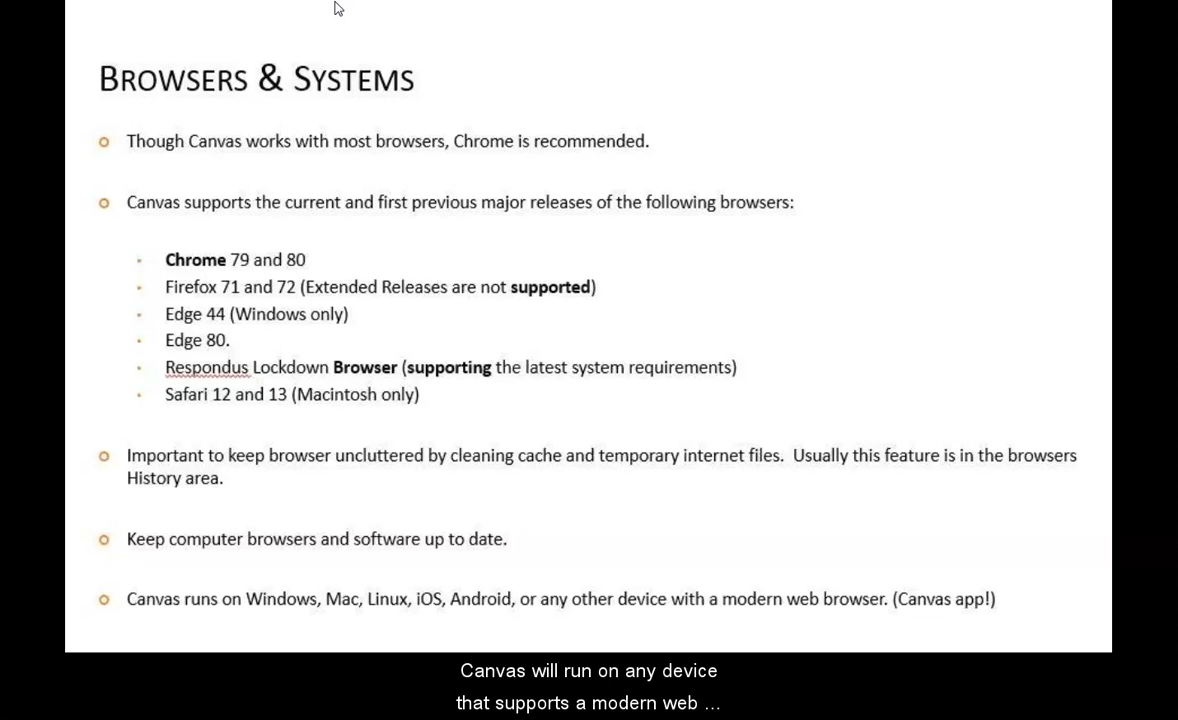 BROWSERS & SYSTEMS
Though Canvas works with most browsers, Chrome is recommended.
Canvas supports the current and first previous major releases of the following browsers:
Chrome 79 and 80
Firefox 71 and 72 (Extended Releases are not supported)
Edge 44 (Windows only)
Edge 80.
Respondus Lockdown Browser (supporting the latest system requirements)
Safari 12 and 13 (Macintosh only)
Important to keep browser uncluttered by cleaning cache and temporary internet files.  Usually this feature is in the browsers
History area.
Keep computer browsers and software up to date.
Canvas runs on Windows, Mac, Linux, iOS, Android, or any other device with a modern web browser. (Canvas app!)
Canvas will run on any device
that supports a modern web ...